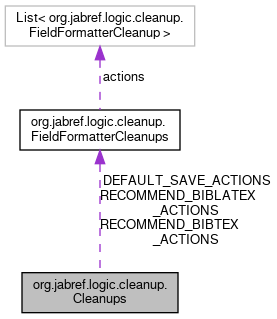 List< org.jabref.logic.cleanup.
FieldFormatterCleanup >
actions
org.jabref.logic.cleanup.
FieldFormatterCleanups
DEFAULT_SAVE_ACTIONS
RECOMMEND_BIBLATEX
_ACTIONS
RECOMMEND_BIBTEX
_ACTIONS
org.jabref.logic.cleanup.
Cleanups